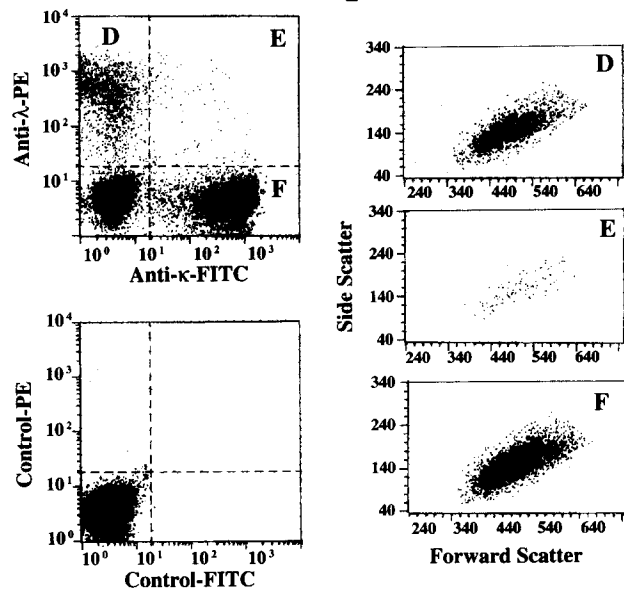 10⁴
10³
10²
10¹
D
E
F
Anti-λ-PE
10⁰ 10¹ 10² 10³
Anti-κ-FITC
10⁴
10³
10²
10¹
10⁰
Control-PE
10⁰ 10¹ 10² 10³
Control-FITC
340
240
140
40
D
240 340 440 540 640
340
240
140
40
E
240 340 440 540 640
340
240
140
40
F
240 340 440 540 640
Side Scatter
Forward Scatter